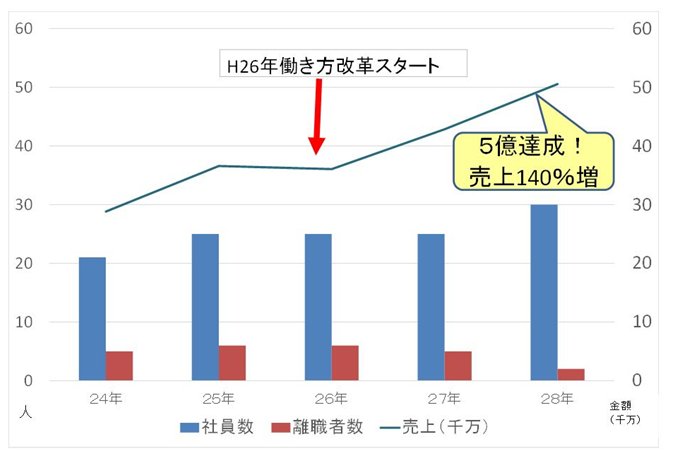 60
50
40
30
20
10
0
人
H26年働き方改革スタート
５億達成！
売上140％増
60
50
40
30
20
10
0
金額
（千万）
24年
25年
26年
27年
28年
社員数
離職者数
売上（千万）